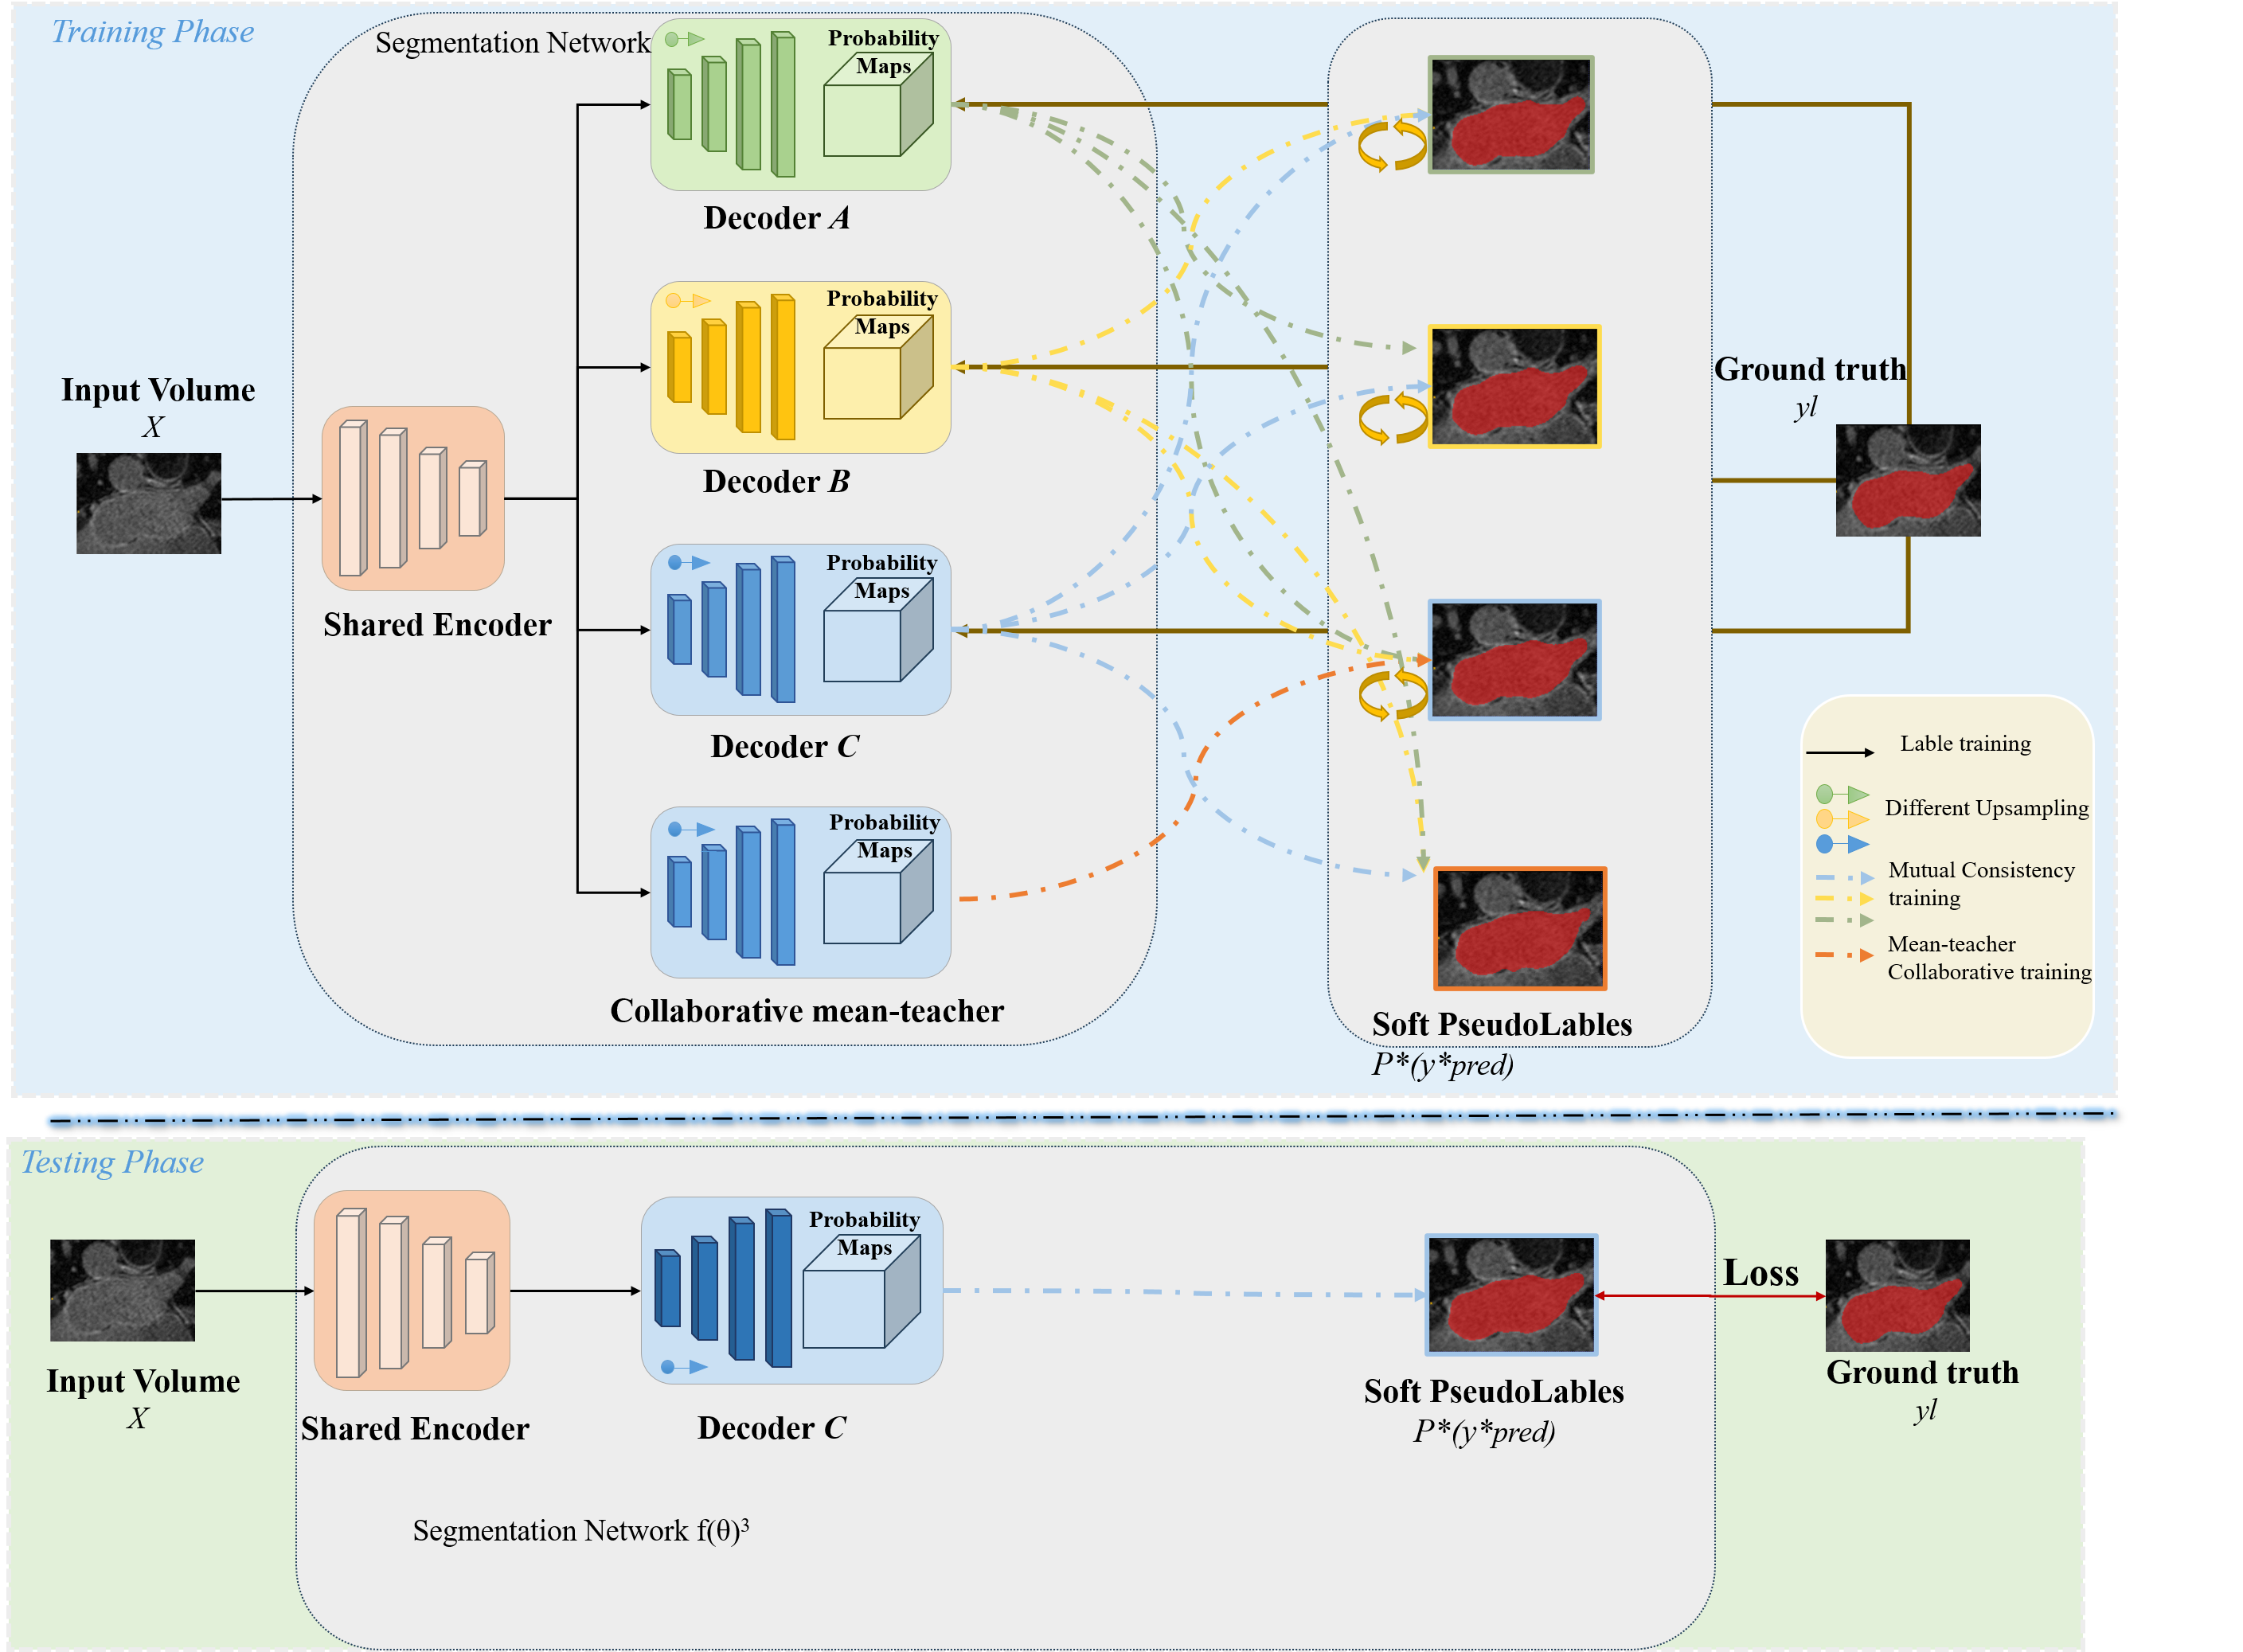 Training Phase
Segmentation Network
Probability
Maps
Decoder A
Probability
Maps
Decoder B
Input Volume
X
Shared Encoder
Probability
Maps
Decoder C
Probability
Maps
Collaborative mean-teacher
Soft PseudoLables
P*(y*pred)
Ground truth
yl
Lable training
Different Upsampling
Mutual Consistency
training
Mean-teacher
Collaborative training
Testing Phase
Input Volume
X
Shared Encoder
Probability
Maps
Decoder C
Segmentation Network f(θ)³
Soft PseudoLables
P*(y*pred)
Loss
Ground truth
yl